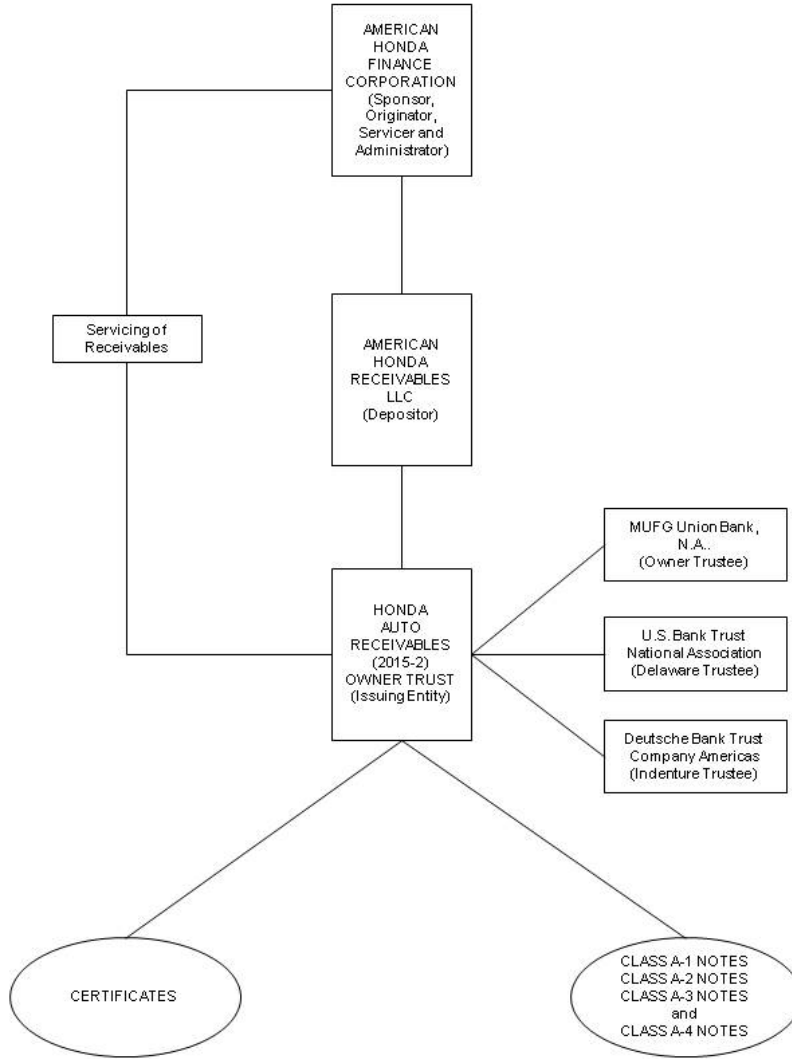 AMERICAN
HONDA
FINANCE
CORPORATION
(Sponsor,
Originator,
Servicer and
Administrator)
Servicing of
Receivables
AMERICAN
HONDA
RECEIVABLES
LLC
(Depositor)
MUFG Union Bank,
N.A..
(Owner Trustee)
HONDA
AUTO
RECEIVABLES
(2015-2)
OWNER TRUST
(Issuing Entity)
U.S. Bank Trust
National Association
(Delaware Trustee)
Deutsche Bank Trust
Company Americas
(Indenture Trustee)
CERTIFICATES
CLASS A-1 NOTES
CLASS A-2 NOTES
CLASS A-3 NOTES
and
CLASS A-4 NOTES